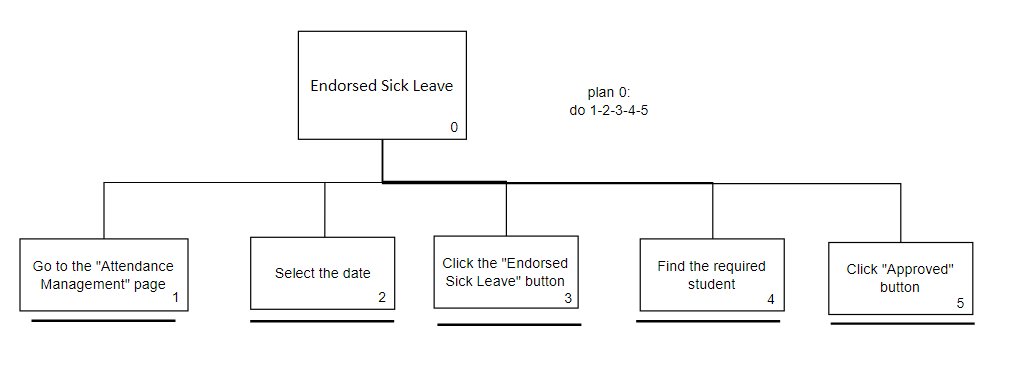 Endorsed Sick Leave
0
plan 0:
do 1-2-3-4-5
Go to the "Attendance
Management" page
1
Select the date
2
Click the "Endorsed
Sick Leave" button
3
Find the required
student
4
Click "Approved"
button
5